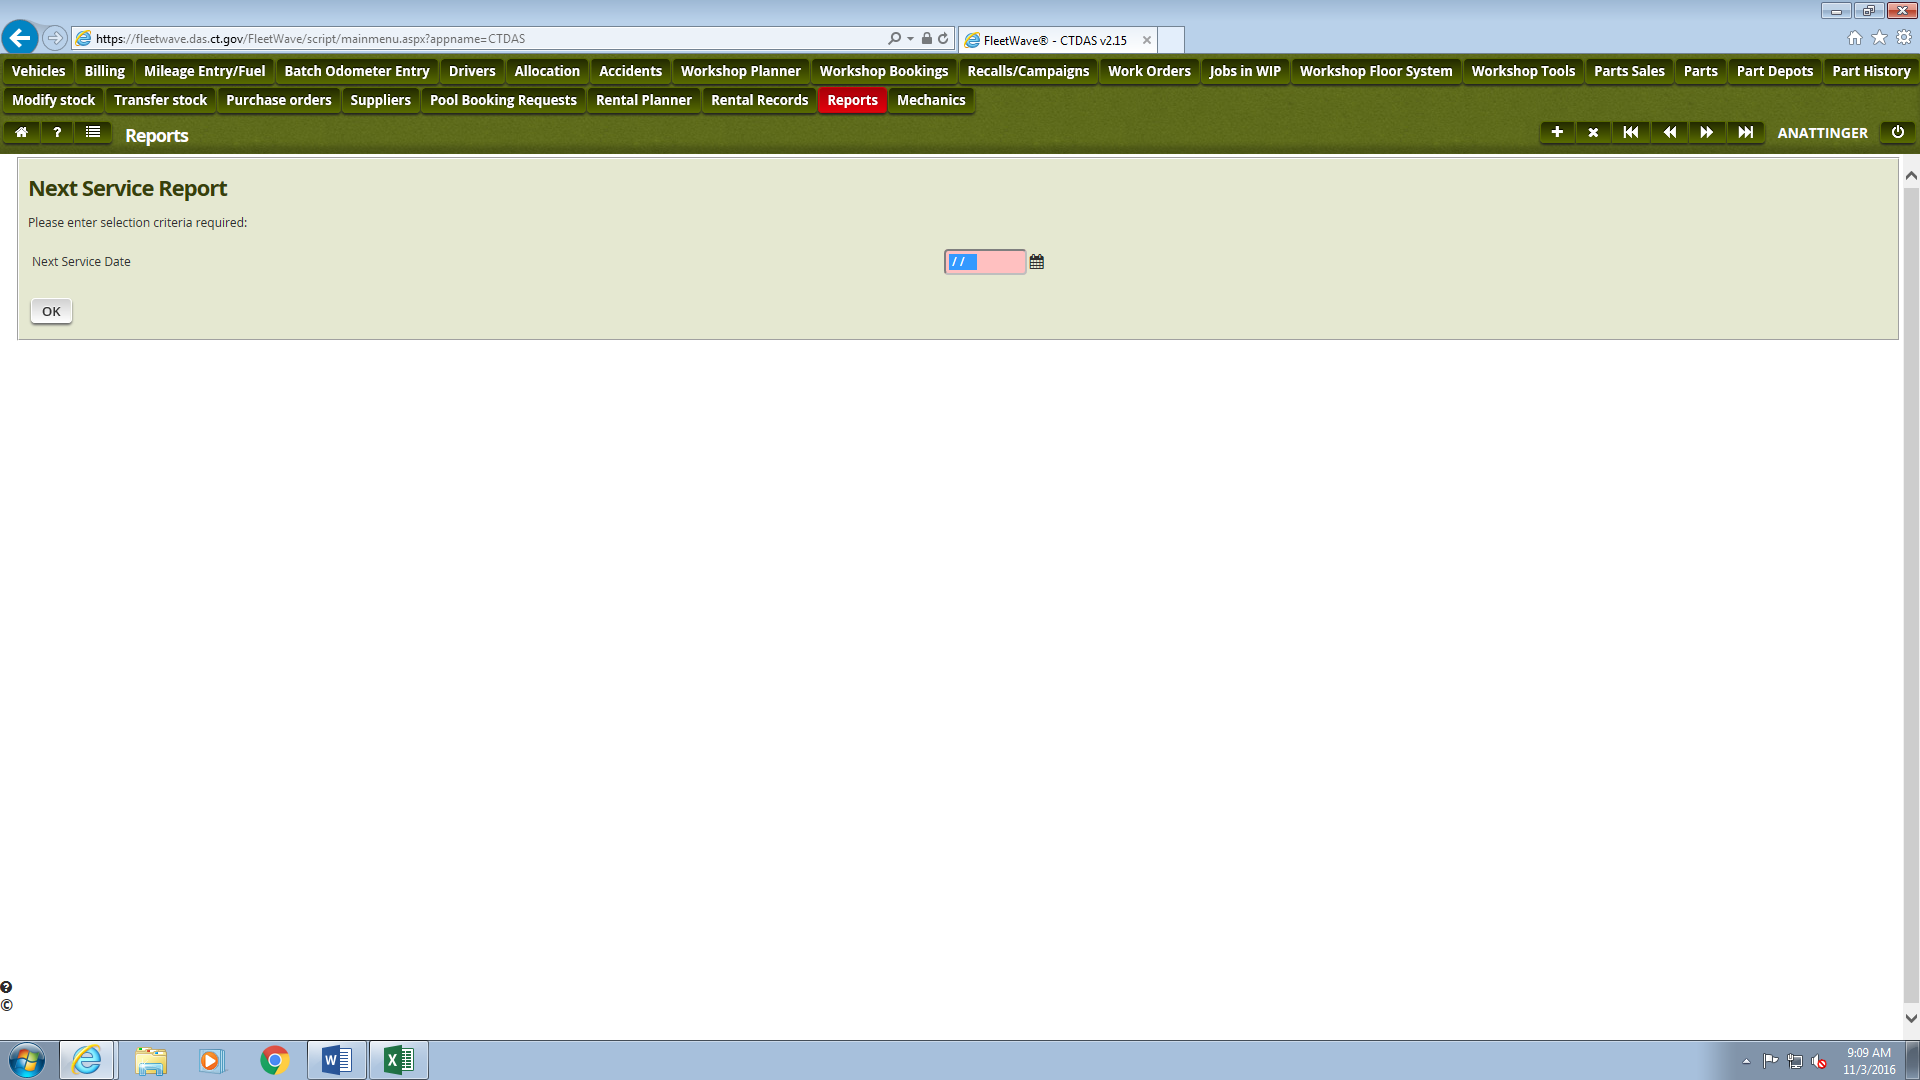 https://fleetwave.das.ct.gov/FleetWave/script/mainmenu.aspx?appname=CTDAS
FleetWave® - CTDAS v2.15
Vehicles Billing Mileage Entry/Fuel Batch Odometer Entry Drivers Allocation Accidents Workshop Planner Workshop Bookings Recalls/Campaigns Work Orders Jobs in WIP Workshop Floor System Workshop Tools Parts Sales Parts Part Depots Part History
Modify stock Transfer stock Purchase orders Suppliers Pool Booking Requests Rental Planner Rental Records Reports Mechanics
? Reports ANATTINGER
Next Service Report
Please enter selection criteria required:
Next Service Date / /
OK
?
©
9:09 AM
11/3/2016